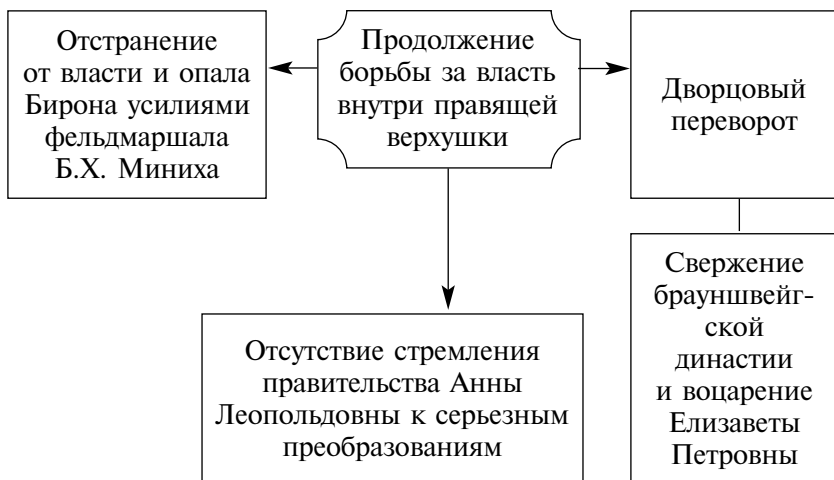 Отстранение
от власти и опала
Бирона усилиями
фельдмаршала
Б.Х. Миниха
Продолжение
борьбы за власть
внутри правящей
верхушки
Дворцовый
переворот
Отсутствие стремления
правительства Анны
Леопольдовны к серьезным
преобразованиям
Свержение
брауншвейг-
ской
династии
и воцарение
Елизаветы
Петровны